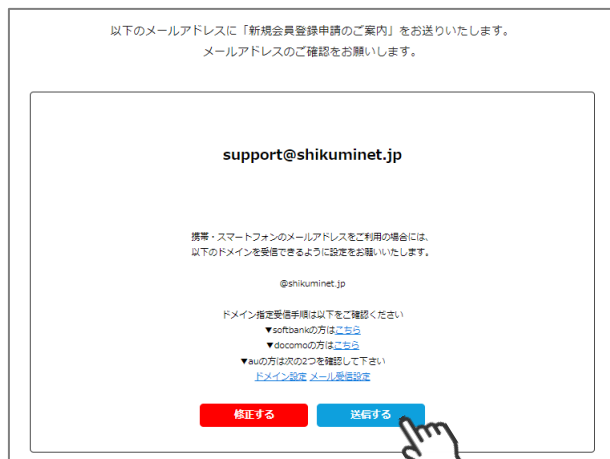 以下のメールアドレスに「新規会員登録申請のご案内」をお送りいたします。
メールアドレスのご確認をお願いします。
support@shikuminet.jp
携帯・スマートフォンのメールアドレスをご利用の場合には、
以下のドメインを受信できるように設定をお願いいたします。
@shikuminet.jp
ドメイン指定受信手順は以下をご確認ください
▼softbankの方はこちら
▼docomoの方はこちら
▼auの方は次の2つを確認して下さい
ドメイン設定 メール受信設定
修正する 送信する